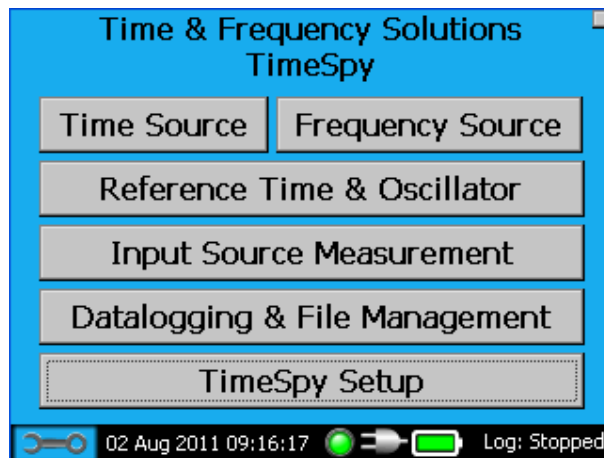 Time & Frequency Solutions
TimeSpy
Time Source
Frequency Source
Reference Time & Oscillator
Input Source Measurement
Datalogging & File Management
TimeSpy Setup
02 Aug 2011 09:16:17 Log: Stopped